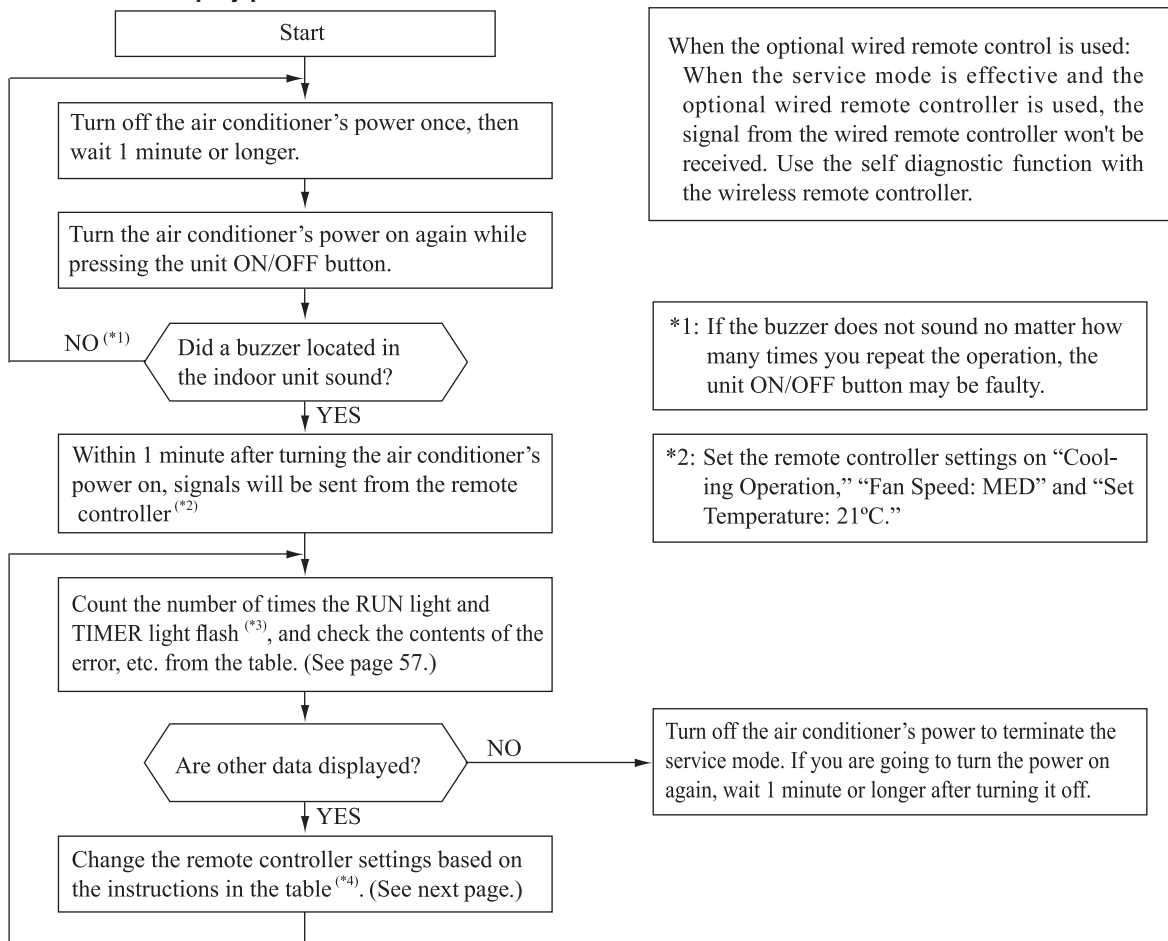 Start
Turn off the air conditioner's power once, then
wait 1 minute or longer.
Turn the air conditioner's power on again while
pressing the unit ON/OFF button.
NO (*1)
Did a buzzer located in
the indoor unit sound?
YES
Within 1 minute after turning the air conditioner's
power on, signals will be sent from the remote
controller (*2)
Count the number of times the RUN light and
TIMER light flash (*3), and check the contents of the
error, etc. from the table. (See page 57.)
Are other data displayed?
NO
YES
Change the remote controller settings based on
the instructions in the table (*4). (See next page.)
When the optional wired remote control is used:
When the service mode is effective and the
optional wired remote controller is used, the
signal from the wired remote controller won't be
received. Use the self diagnostic function with
the wireless remote controller.
*1: If the buzzer does not sound no matter how
many times you repeat the operation, the
unit ON/OFF button may be faulty.
*2: Set the remote controller settings on “Cool-
ing Operation,” “Fan Speed: MED” and “Set
Temperature: 21ºC.”
Turn off the air conditioner's power to terminate the
service mode. If you are going to turn the power on
again, wait 1 minute or longer after turning it off.